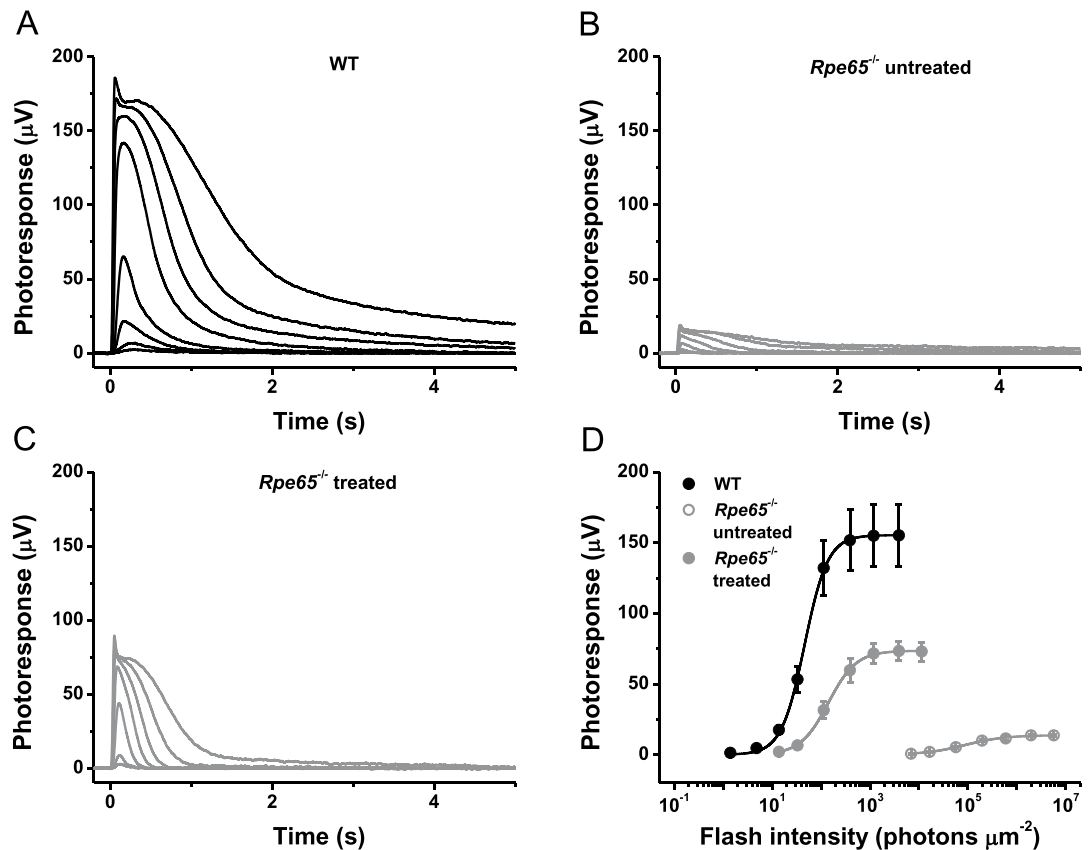 A
WT
200
150
100
50
0
Photoresponse (μV)
0 2 4
Time (s)
B
Rpe65-/- untreated
200
150
100
50
0
Photoresponse (μV)
0 2 4
Time (s)
C
Rpe65-/- treated
200
150
100
50
0
Photoresponse (μV)
0 2 4
Time (s)
D
WT
Rpe65-/-
untreated
Rpe65-/-
treated
200
150
100
50
0
Photoresponse (μV)
10-1 101 102 103 105 107
Flash intensity (photons μm-2)